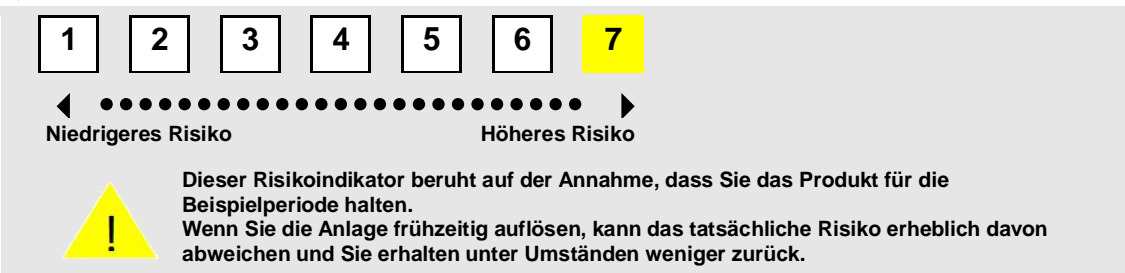 1 2 3 4 5 6 7
Niedrigeres Risiko Höheres Risiko
Dieser Risikoindikator beruht auf der Annahme, dass Sie das Produkt für die
Beispielperiode halten.
Wenn Sie die Anlage frühzeitig auflösen, kann das tatsächliche Risiko erheblich davon
abweichen und Sie erhalten unter Umständen weniger zurück.
!